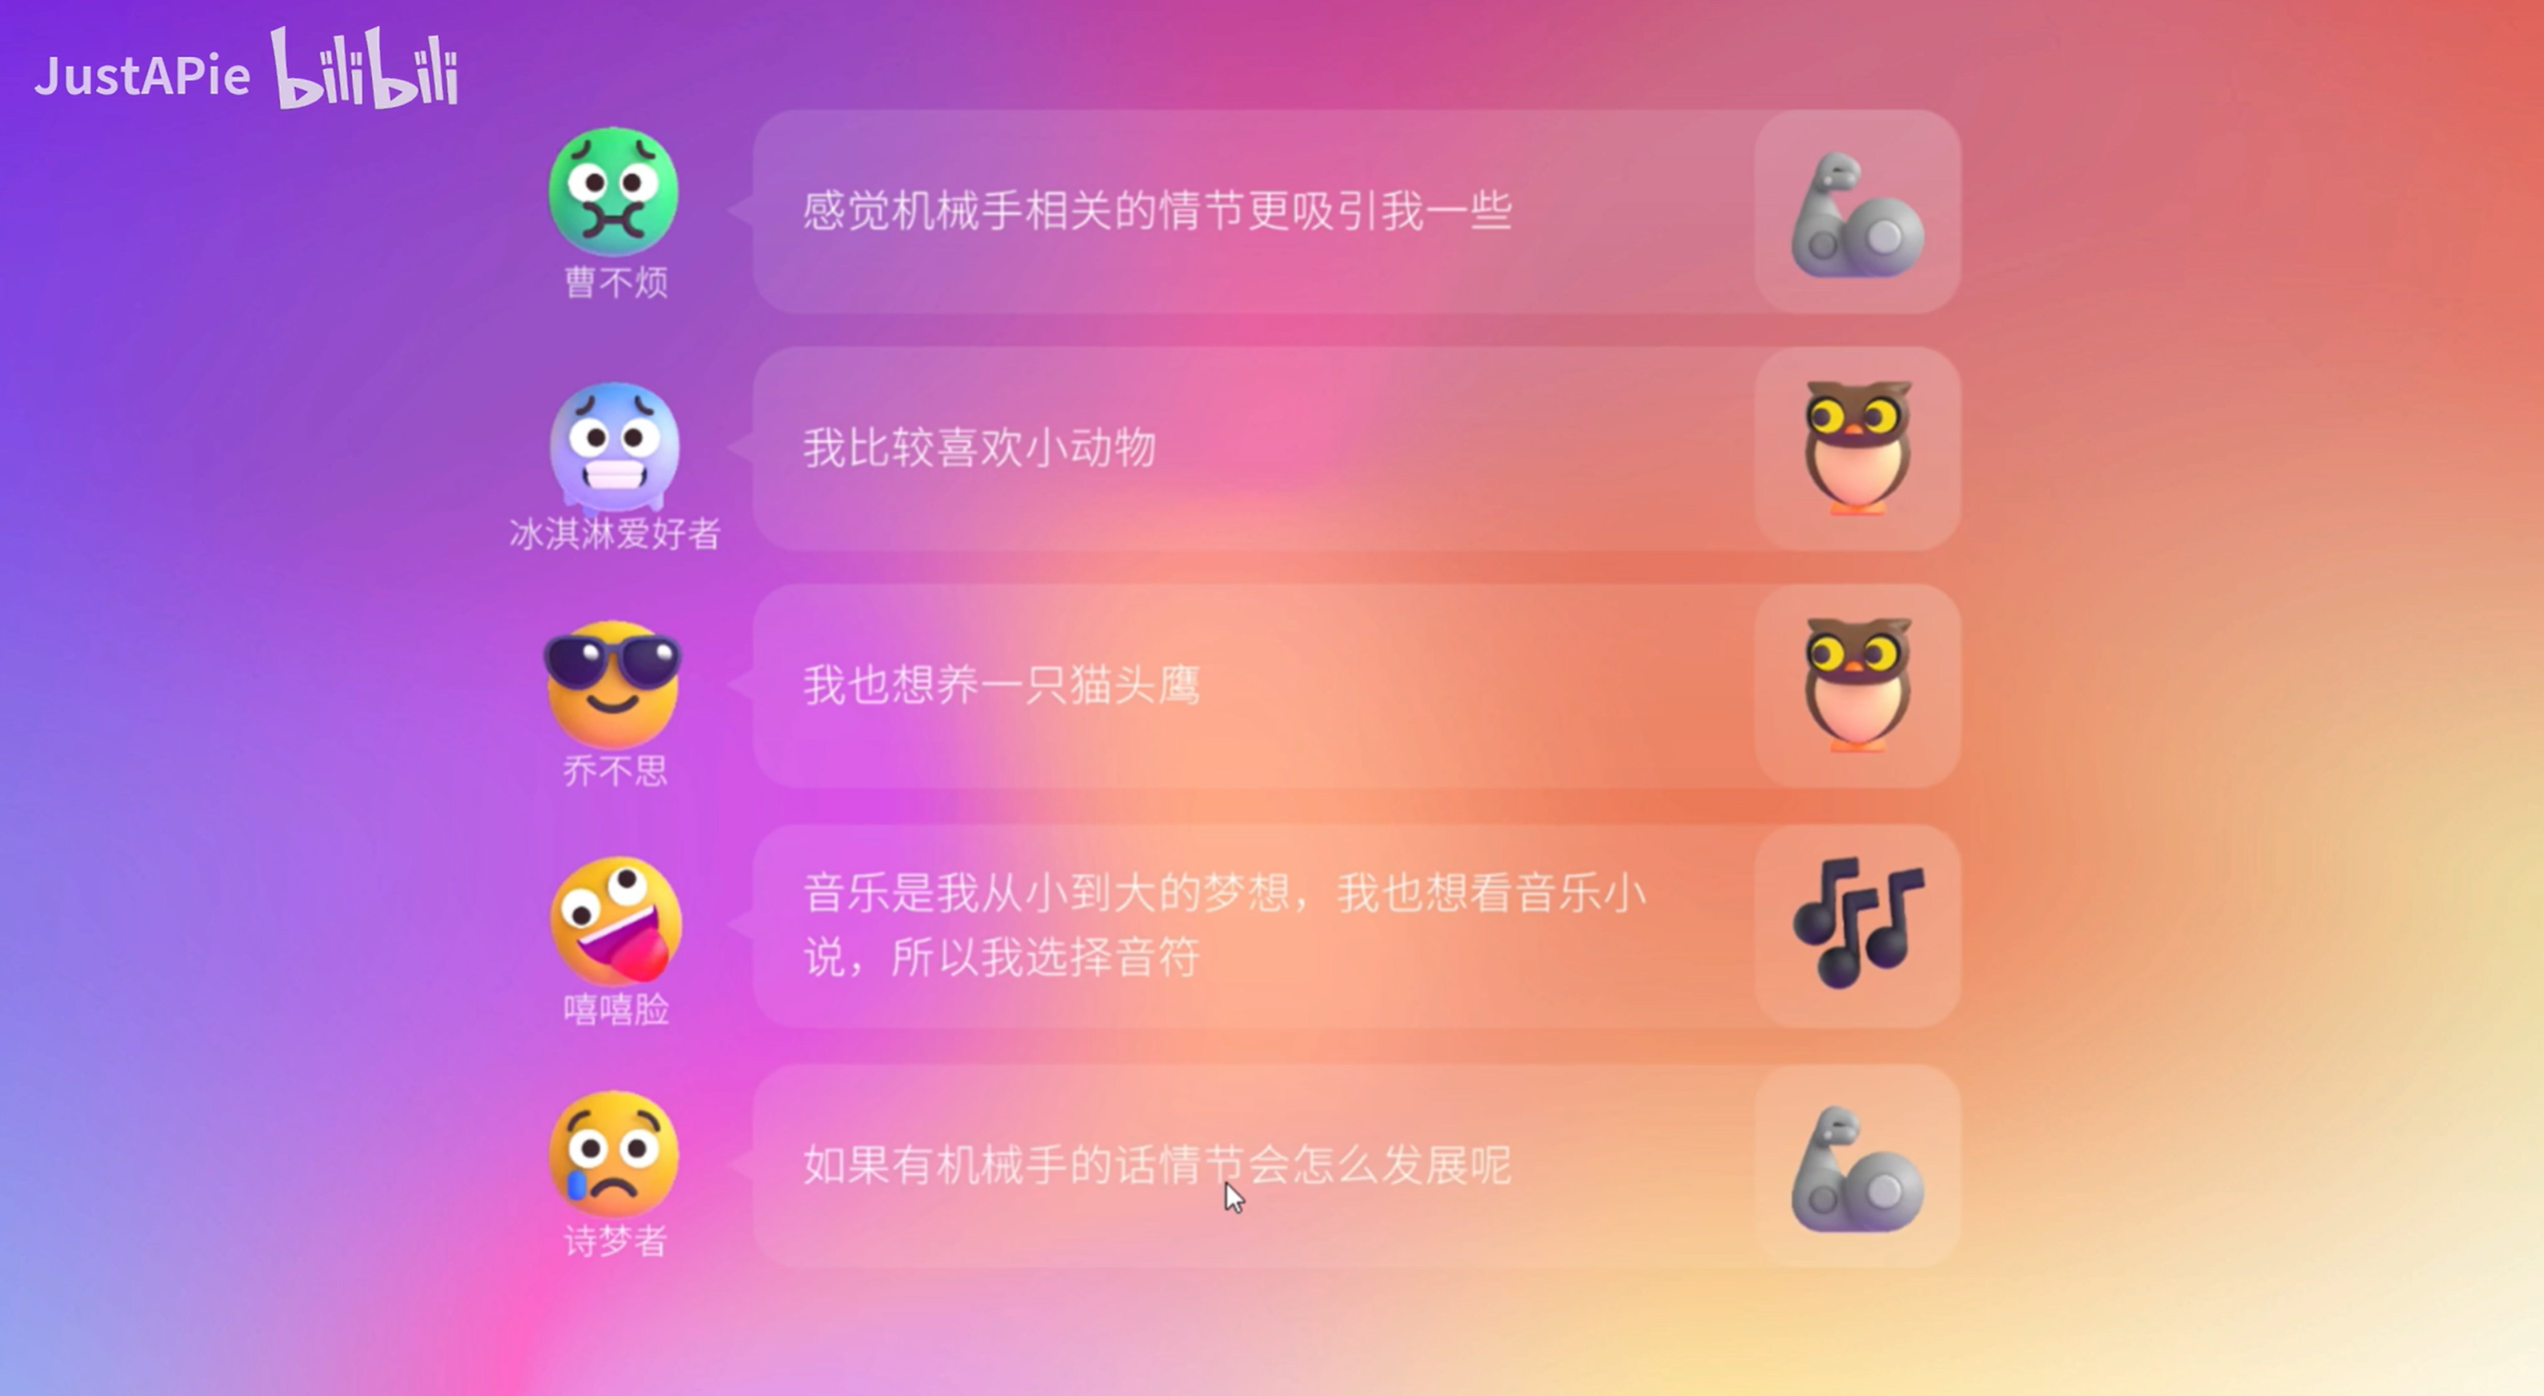 JustAPie bilibili
感觉机械手相关的情节更吸引我一些
曹不烦
我比较喜欢小动物
冰淇淋爱好者
我也想养一只猫头鹰
乔不思
音乐是我从小到大的梦想，我也想看音乐小
说，所以我选择音符
嘻嘻脸
如果有机械手的话情节会怎么发展呢
诗梦者